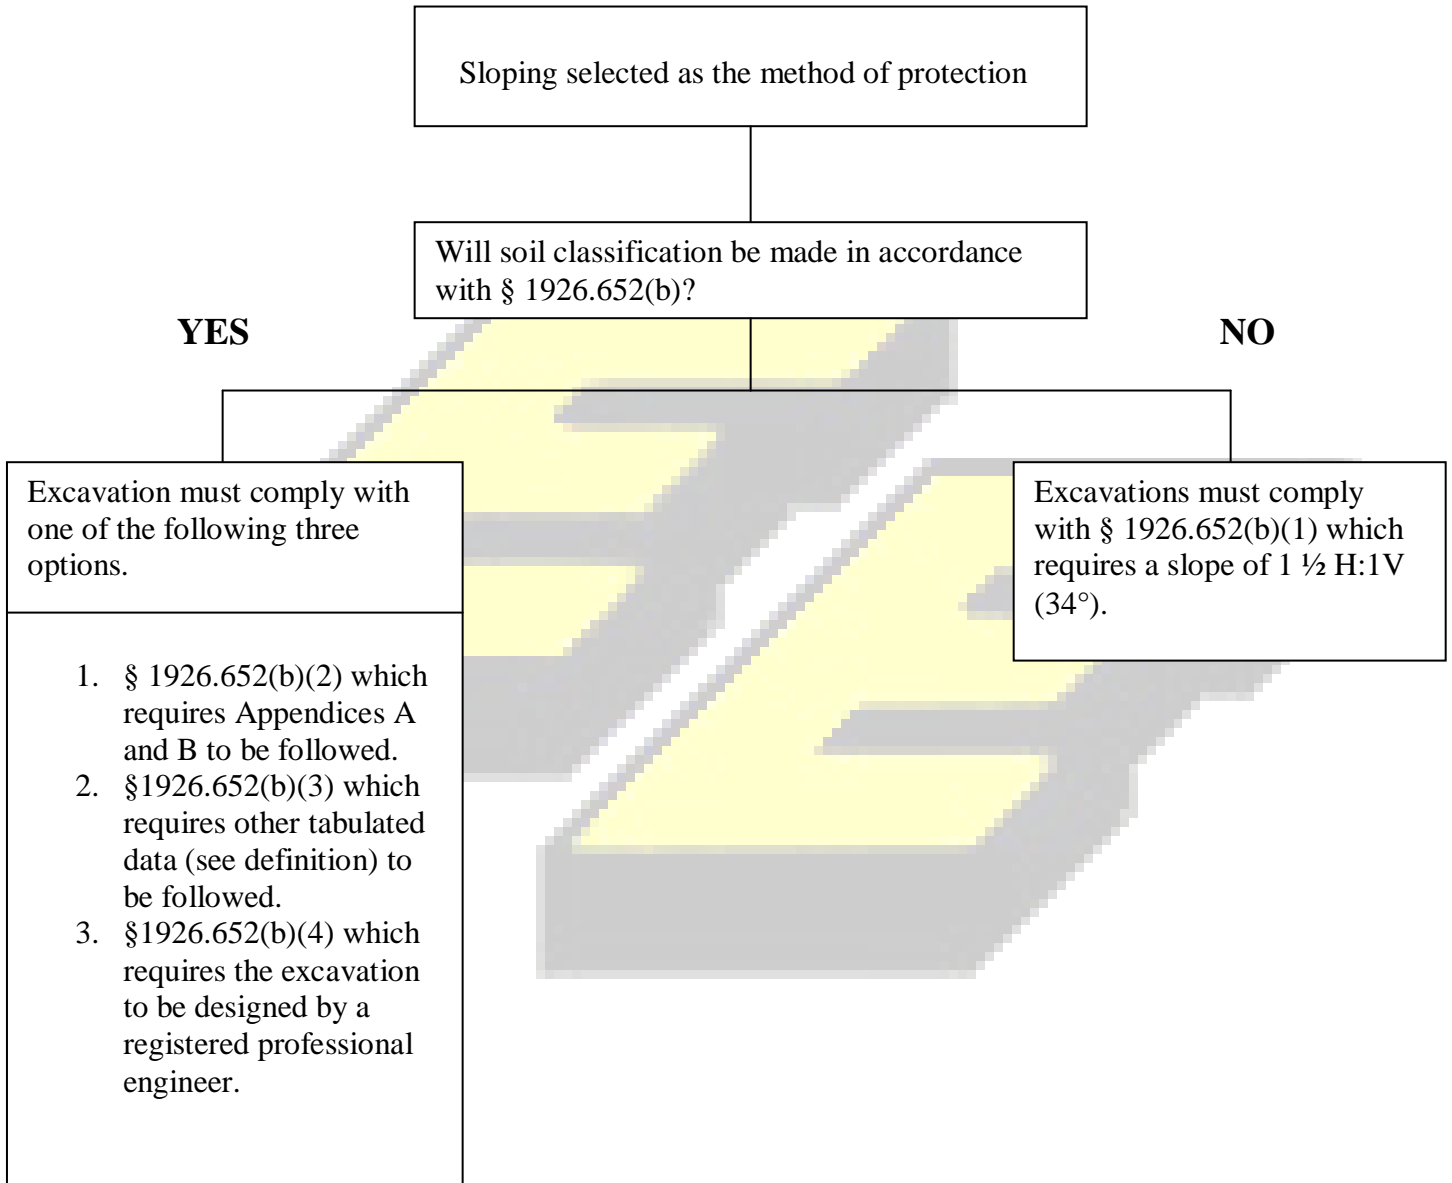 Sloping selected as the method of protection
Will soil classification be made in accordance
with § 1926.652(b)?
YES
NO
Excavation must comply with
one of the following three
options.
1. § 1926.652(b)(2) which
requires Appendices A
and B to be followed.
2. §1926.652(b)(3) which
requires other tabulated
data (see definition) to
be followed.
3. §1926.652(b)(4) which
requires the excavation
to be designed by a
registered professional
engineer.
Excavations must comply
with § 1926.652(b)(1) which
requires a slope of 1 ½ H:1V
(34°).